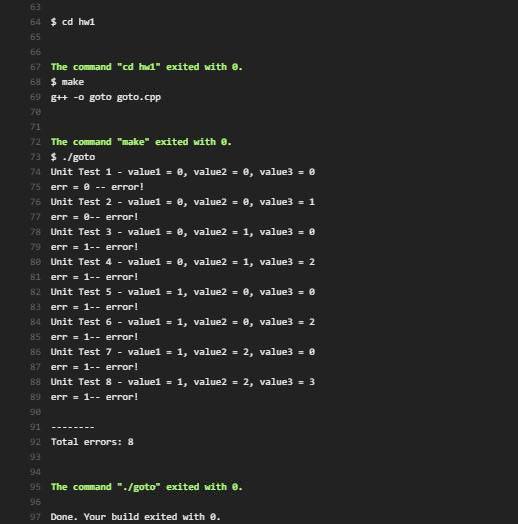 63
64 $ cd hw1
65
66
67 The command "cd hw1" exited with 0.
68 $ make
69 g++ -o goto goto.cpp
70
71
72 The command "make" exited with 0.
73 $ ./goto
74 Unit Test 1 - value1 = 0, value2 = 0, value3 = 0
75 err = 0 -- error!
76 Unit Test 2 - value1 = 0, value2 = 0, value3 = 1
77 err = 0-- error!
78 Unit Test 3 - value1 = 0, value2 = 1, value3 = 0
79 err = 1-- error!
80 Unit Test 4 - value1 = 0, value2 = 1, value3 = 2
81 err = 1-- error!
82 Unit Test 5 - value1 = 1, value2 = 0, value3 = 0
83 err = 1-- error!
84 Unit Test 6 - value1 = 1, value2 = 0, value3 = 2
85 err = 1-- error!
86 Unit Test 7 - value1 = 1, value2 = 2, value3 = 0
87 err = 1-- error!
88 Unit Test 8 - value1 = 1, value2 = 2, value3 = 3
89 err = 1-- error!
90
91 --------
92 Total errors: 8
93
94
95 The command "./goto" exited with 0.
96
97 Done. Your build exited with 0.